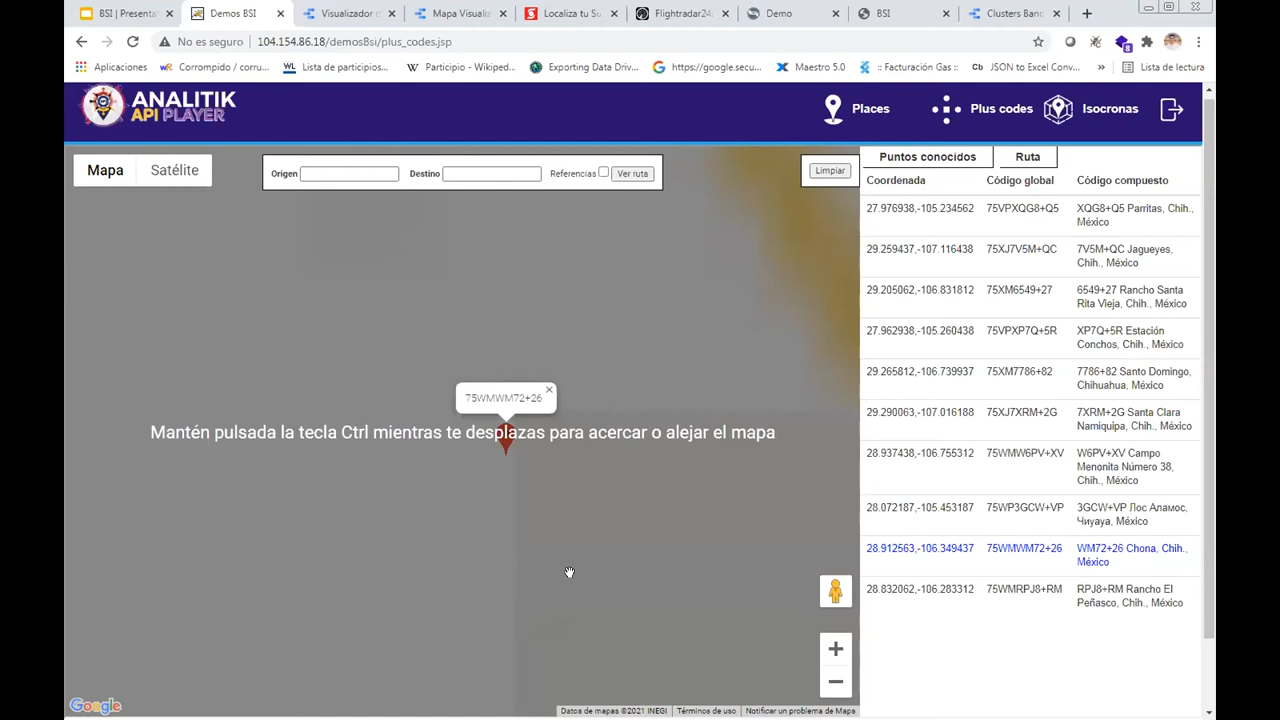 BSI | Presentat
Demos BSI
Visualizador d
Mapa Visualiz
Localiza tu Su
Flightradar24
Demo
BSI
Clusters Banc
No es seguro
104.154.86.18/demosBsi/plus_codes.jsp
8
Aplicaciones
wR Corrompido / corru...
WL Lista de participios...
W Participio - Wikiped...
Exporting Data Driv...
https://google.secu...
Maestro 5.0
:: Facturación Gas ::
Cb JSON to Excel Conv...
»
Lista de lectura
ANALITIK
API PLAYER
Places
Plus codes
Isocronas
Mapa
Satélite
Origen
Destino
Referencias
Ver ruta
Limpiar
Puntos conocidos
Ruta
Coordenada
Código global
Código compuesto
27.976938,-105.234562
75VPXQG8+Q5
XQG8+Q5 Parritas, Chih.,
México
29.259437,-107.116438
75XJ7V5M+QC
7V5M+QC Jagueyes,
Chih., México
29.205062,-106.831812
75XM6549+27
6549+27 Rancho Santa
Rita Vieja, Chih., México
27.962938,-105.260438
75VPXP7Q+5R
XP7Q+5R Estación
Conchos, Chih., México
29.265812,-106.739937
75XM7786+82
7786+82 Santo Domingo,
Chihuahua, México
29.290063,-107.016188
75XJ7XRM+2G
7XRM+2G Santa Clara
Namiquipa, Chih., México
28.937438,-106.755312
75WMW6PV+XV
W6PV+XV Campo
Menonita Número 38,
Chih., México
28.072187,-105.453187
75WP3GCW+VP
3GCW+VP Лос Аламос,
Чиуауа, México
28.912563,-106.349437
75WMWM72+26
WM72+26 Chona, Chih.,
México
28.832062,-106.283312
75WMRPJ8+RM
RPJ8+RM Rancho El
Peñasco, Chih., México
75WMWM72+26
Mantén pulsada la tecla Ctrl mientras te desplazas para acercar o alejar el mapa
Google
Datos de mapas ©2021 INEGI
Términos de uso
Notificar un problema de Maps